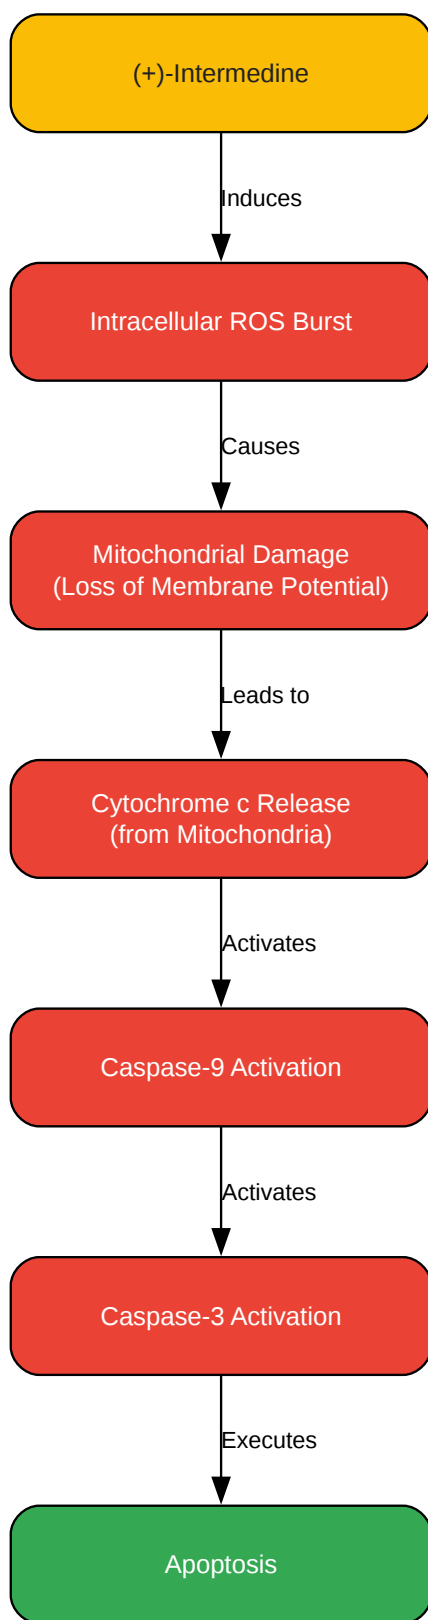 (+)-Intermedine
Induces
Intracellular ROS Burst
Causes
Mitochondrial Damage
(Loss of Membrane Potential)
Leads to
Cytochrome c Release
(from Mitochondria)
Activates
Caspase-9 Activation
Activates
Caspase-3 Activation
Executes
Apoptosis